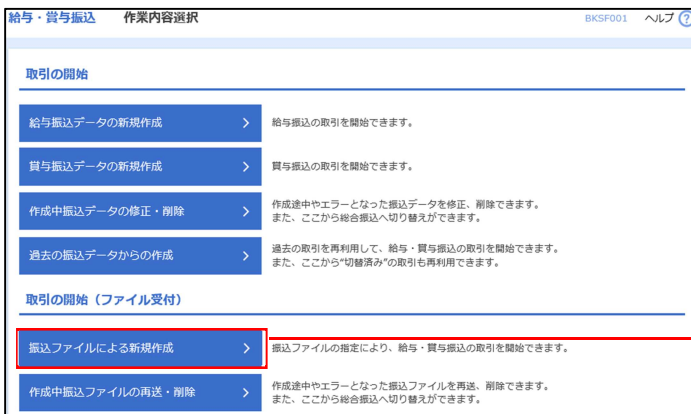 給与・賞与振込 作業内容選択 BKSF001 ヘルプ ?
取引の開始
給与振込データの新規作成 給与振込の取引を開始できます。
賞与振込データの新規作成 賞与振込の取引を開始できます。
作成中振込データの修正・削除 作成途中やエラーとなった振込データを修正、削除できます。
また、ここから総合振込へ切り替えができます。
過去の振込データからの作成 過去の取引を再利用して、給与・賞与振込の取引を開始できます。
また、ここから“切替済み”の取引も再利用できます。
取引の開始（ファイル受付）
振込ファイルによる新規作成 振込ファイルの指定により、給与・賞与振込の取引を開始できます。
作成中振込ファイルの再送・削除 作成途中やエラーとなった振込ファイルを再送、削除できます。
また、ここから総合振込へ切り替えができます。